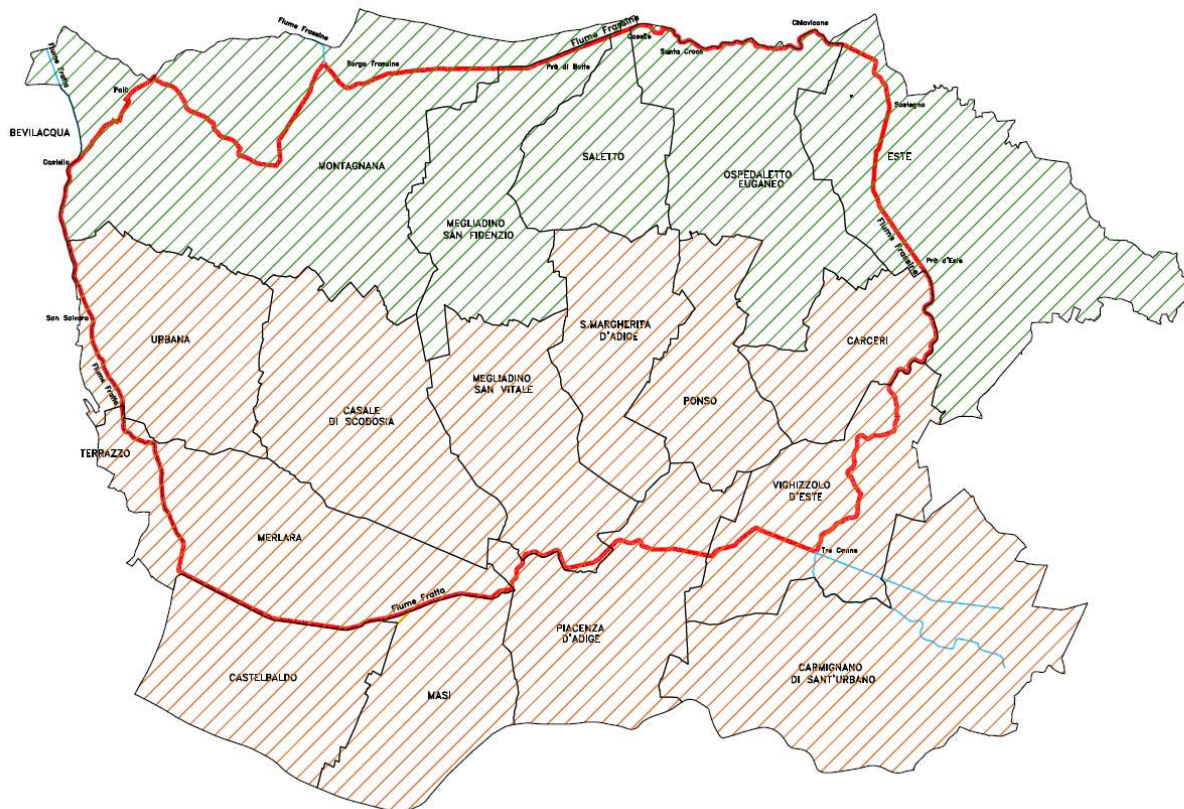 Chiavicone
Fiume Frassine
Fiume Frassine
Caselle
Santa Croce
Borgo Frassine
Prà di Botte
Fiume Fratta
Palù
Sostegno
BEVILACQUA
Castello
MONTAGNANA
SALETTO
ESTE
OSPEDALETTO
EUGANEO
MEGLIADINO
SAN FIDENZIO
Fiume Frassine
Prà d'Este
San Salvaro
URBANA
S.MARGHERITA
D'ADIGE
CARCERI
Fiume Fratta
MEGLIADINO
SAN VITALE
CASALE
DI SCODOSIA
PONSO
TERRAZZO
VIGHIZZOLO
D'ESTE
MERLARA
Tre Canne
Fiume Fratta
PIACENZA
D'ADIGE
CASTELBALDO
MASI
CARMIGNANO
DI SANT'URBANO